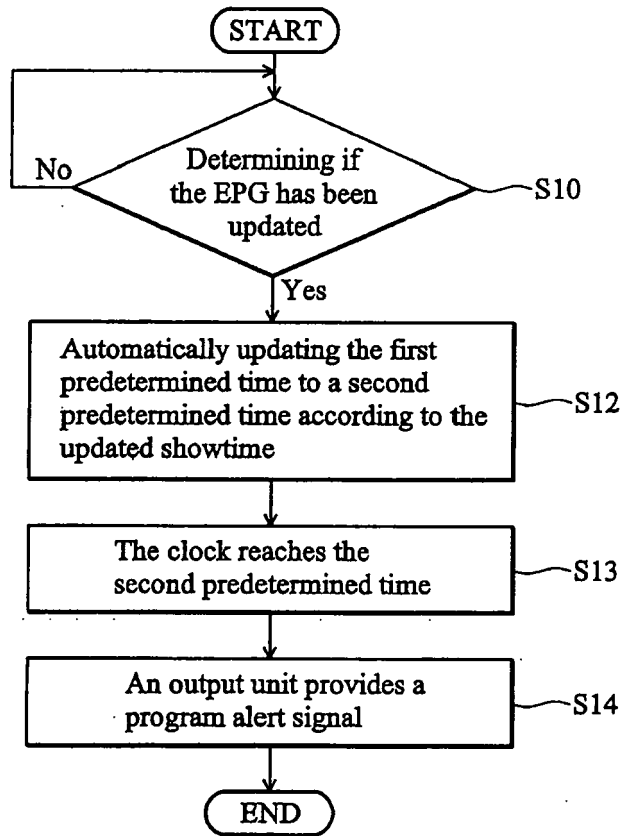 START
No
Determining if
the EPG has been
updated
S10
Yes
Automatically updating the first
predetermined time to a second
predetermined time according to the
updated showtime
S12
The clock reaches the
second predetermined time
S13
An output unit provides a
program alert signal
S14
END